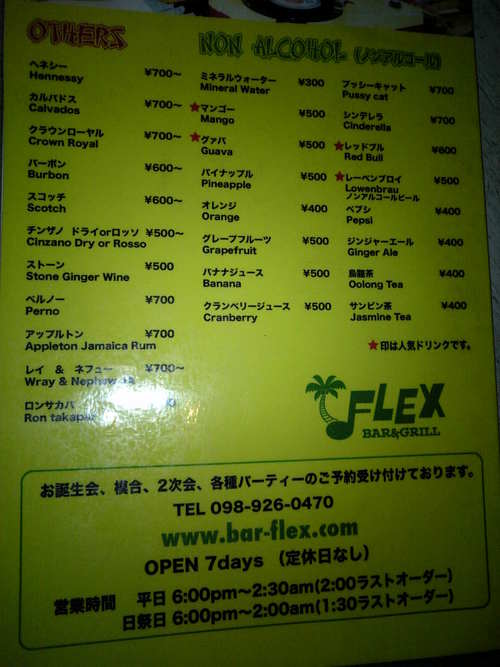 OTHERS
ヘネシー ¥700〜
Hennessy
カルバドス ¥700〜
Calvados
クラウンローヤル ¥700〜
Crown Royal
バーボン ¥600〜
Burbon
スコッチ ¥600〜
Scotch
チンザノ ドライorロッソ ¥500〜
Cinzano Dry or Rosso
ストーン ¥500
Stone Ginger Wine
ペルノー ¥700
Perno
アップルトン ¥700
Appleton Jamaica Rum
レイ & ネフュー ¥700〜
Wray & Nephew
ロンサカパ
Ron takapa
NON ALCOHOL (ノンアルコール)
ミネラルウォーター ¥300
Mineral Water
★マンゴー ¥500
Mango
★グァバ ¥500
Guava
パイナップル ¥500
Pineapple
オレンジ ¥400
Orange
グレープフルーツ ¥500
Grapefruit
バナナジュース ¥500
Banana
クランベリージュース ¥500
Cranberry
プッシーキャット ¥700
Pussy cat
シンデレラ ¥700
Cinderella
★レッドブル ¥600
Red Bull
★レーベンブロイ ¥500
Lowenbrau
ノンアルコールビール
ペプシ ¥400
Pepsi
ジンジャーエール ¥400
Ginger Ale
烏龍茶 ¥400
Oolong Tea
サンピン茶 ¥400
Jasmine Tea
★印は人気ドリンクです。
FLEX
BAR&GRILL
お誕生会、模合、2次会、各種パーティーのご予約受け付けております。
TEL 098-926-0470
www.bar-flex.com
OPEN 7days (定休日なし)
営業時間 平日 6:00pm〜2:30am(2:00ラストオーダー)
日祭日 6:00pm〜2:00am(1:30ラストオーダー)